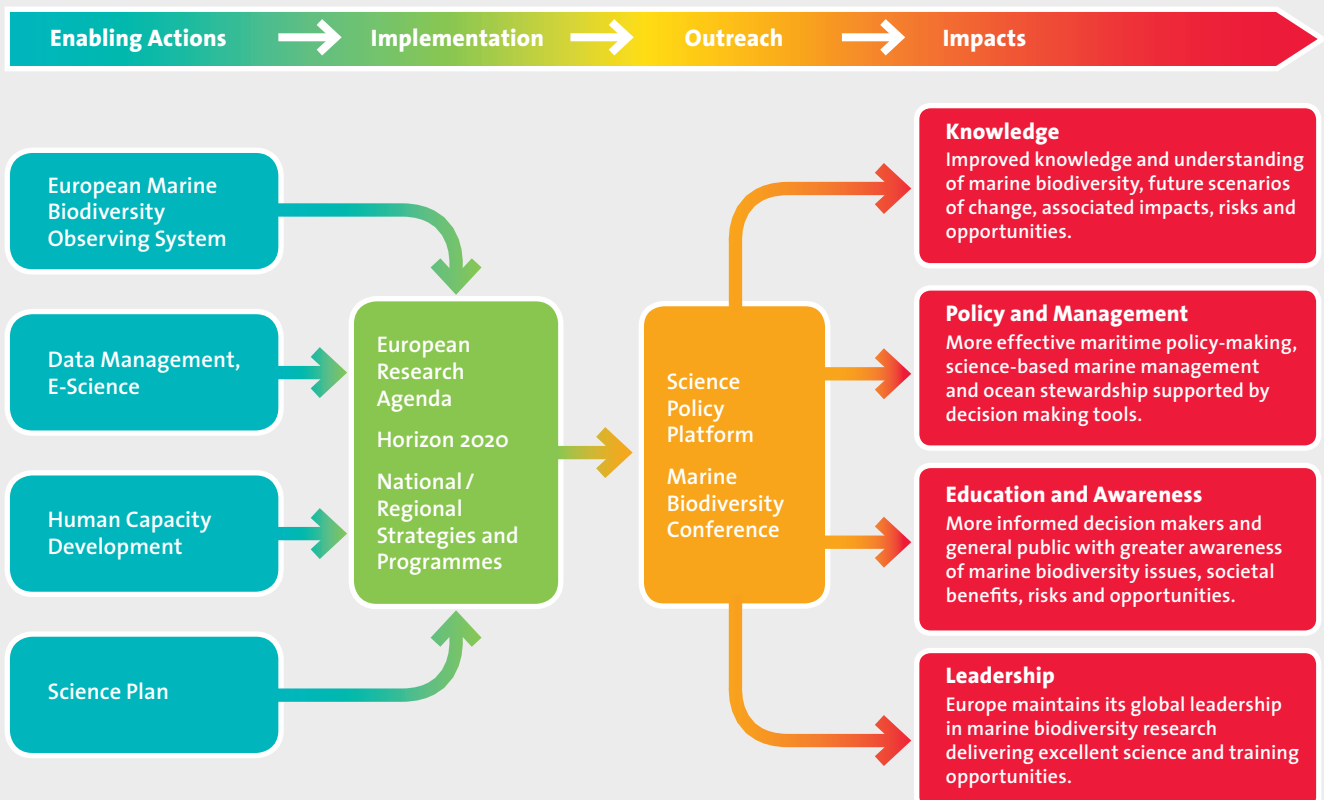 Enabling Actions
Implementation
Outreach
Impacts
European Marine
Biodiversity
Observing System
Data Management,
E-Science
Human Capacity
Development
Science Plan
European
Research
Agenda
Horizon 2020
National /
Regional
Strategies and
Programmes
Science
Policy
Platform
Marine
Biodiversity
Conference
Knowledge
Improved knowledge and understanding
of marine biodiversity, future scenarios
of change, associated impacts, risks and
opportunities.
Policy and Management
More effective maritime policy-making,
science-based marine management
and ocean stewardship supported by
decision making tools.
Education and Awareness
More informed decision makers and
general public with greater awareness
of marine biodiversity issues, societal
benefits, risks and opportunities.
Leadership
Europe maintains its global leadership
in marine biodiversity research
delivering excellent science and training
opportunities.